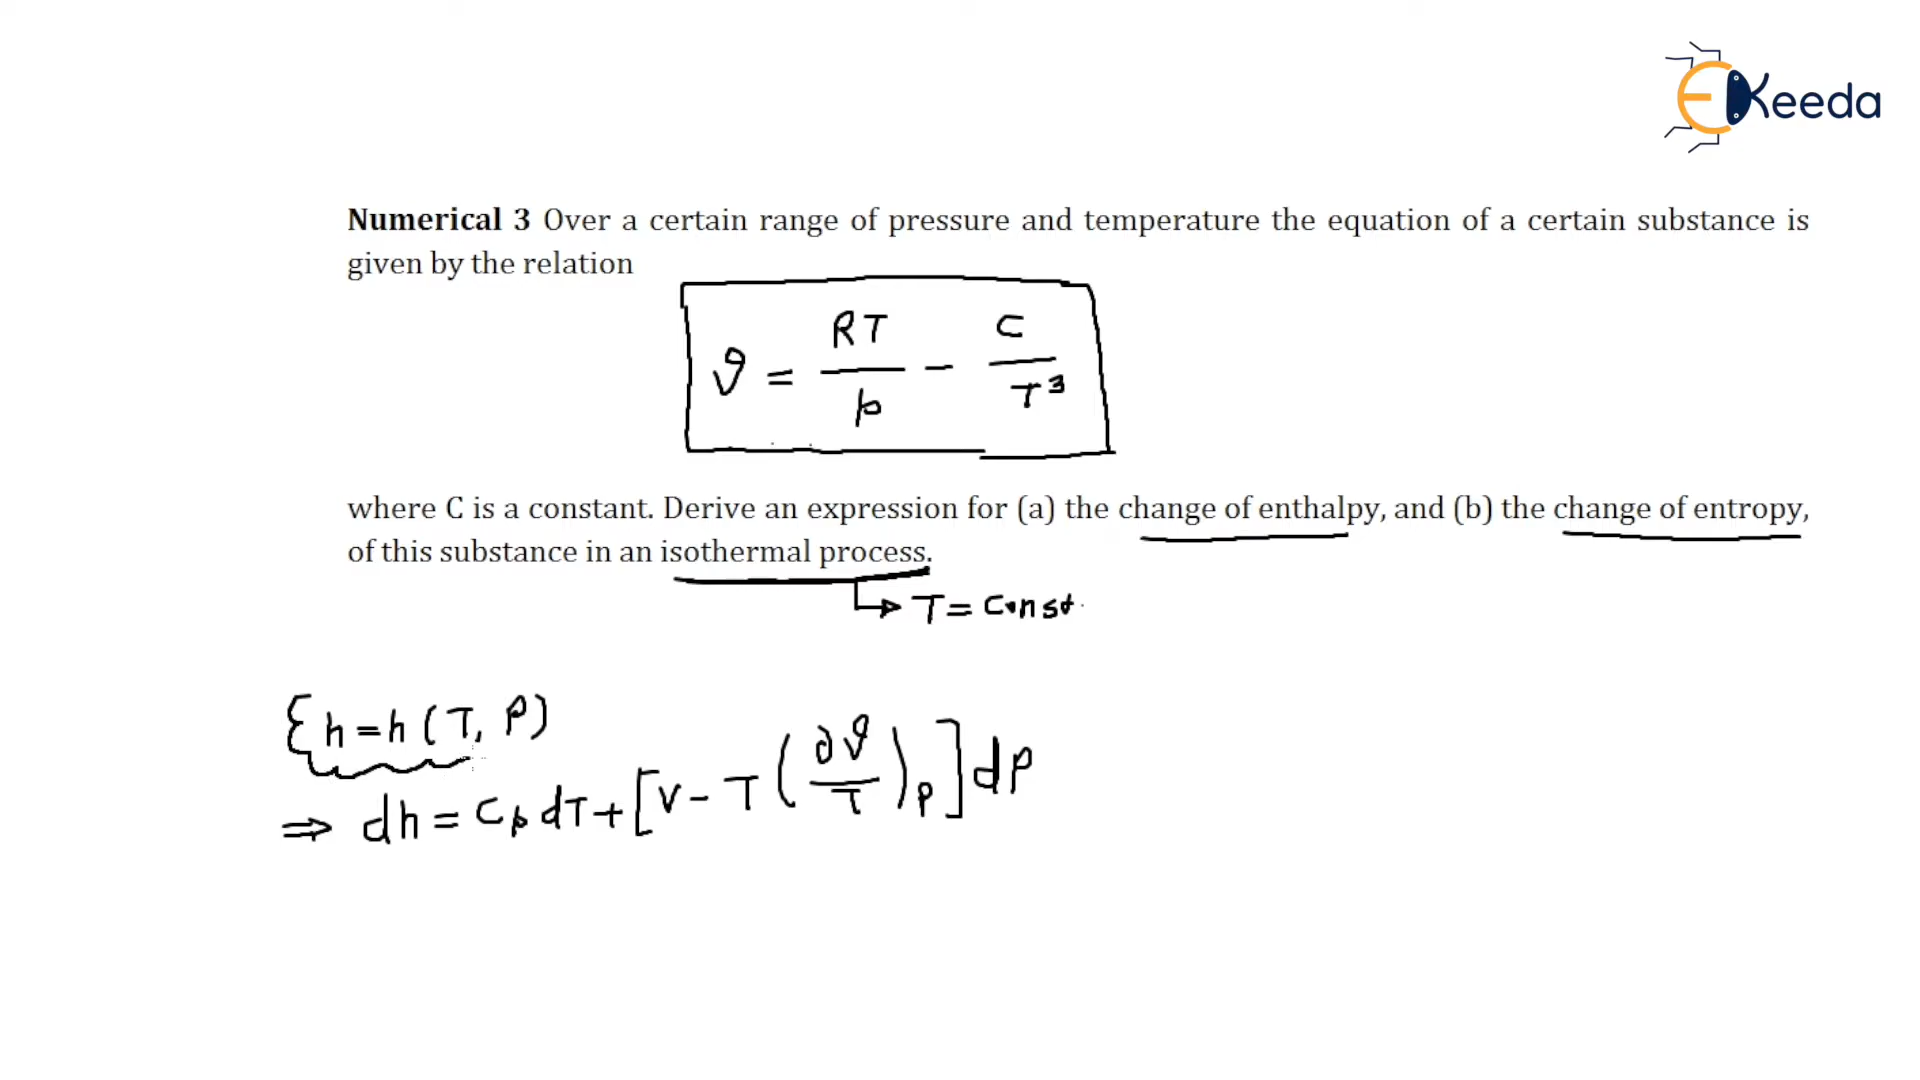 EKeeda
Numerical 3 Over a certain range of pressure and temperature the equation of a certain substance is
given by the relation
ϑ = RT/p - C/T³
where C is a constant. Derive an expression for (a) the change of enthalpy, and (b) the change of entropy,
of this substance in an isothermal process.
↳ T = Const.
{h = h (T, P)
⇒ dh = Cp dT + [V - T (∂ϑ/T)p] dp